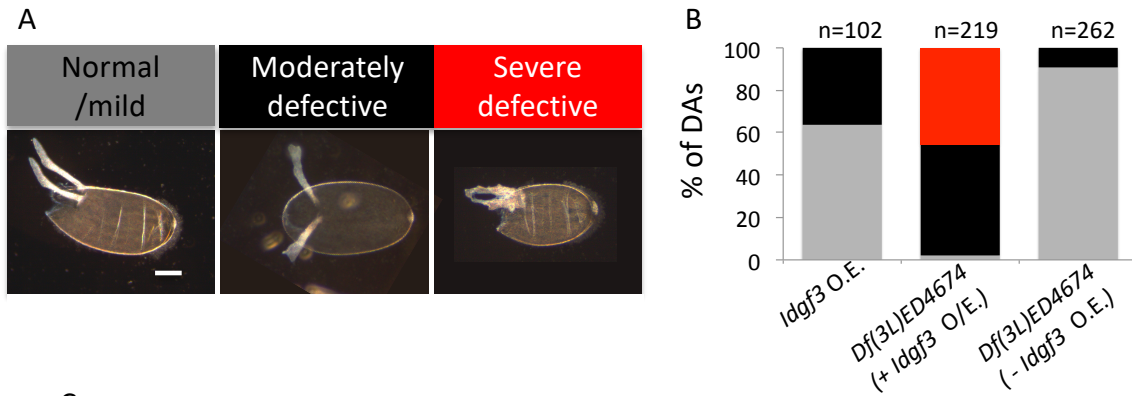 A
Normal
/mild
Moderately
defective
Severe
defective
B
n=102
n=219
n=262
% of DAs
100
80
60
40
20
0
Idgf3 O.E.
Df(3L)ED4674
(+ Idgf3 O/E.)
Df(3L)ED4674
(- Idgf3 O.E.)